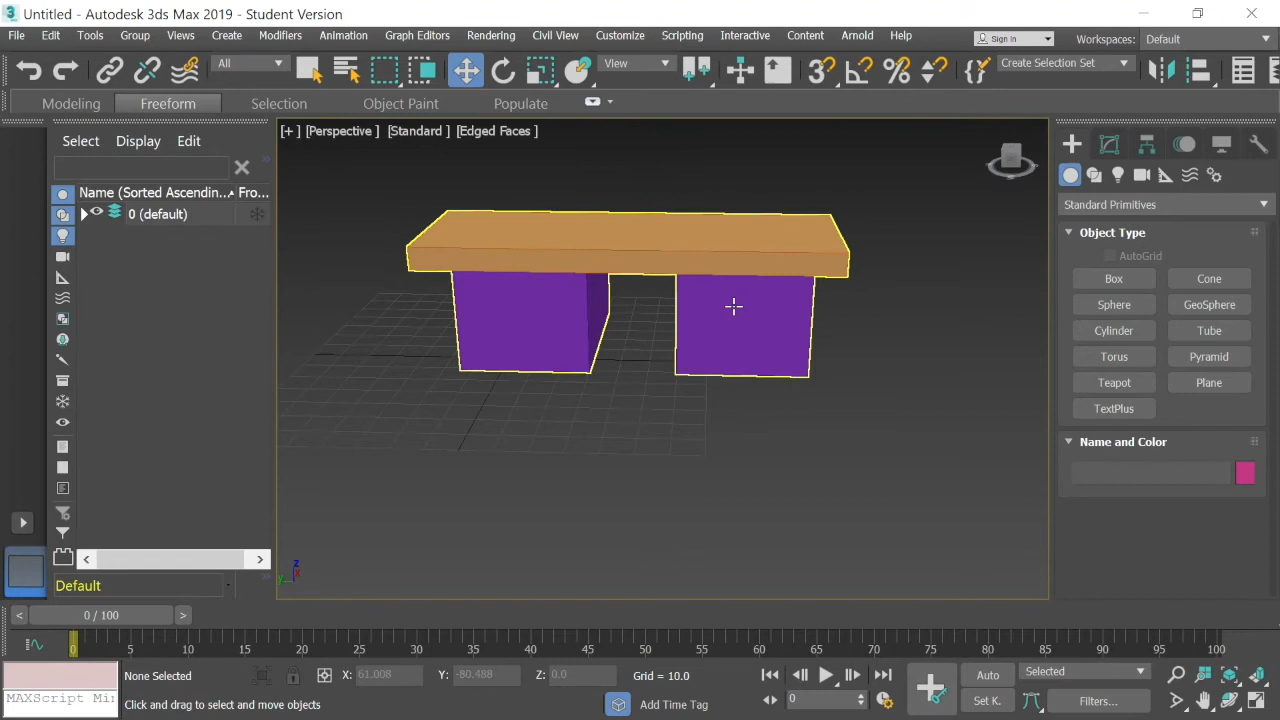 Untitled - Autodesk 3ds Max 2019 - Student Version
File Edit Tools Group Views Create Modifiers Animation Graph Editors Rendering Civil View Customize Scripting Interactive Content Arnold Help Sign In Workspaces: Default
All View Create Selection Set
Modeling Freeform Selection Object Paint Populate
Select Display Edit
[+ ] [Perspective ] [Standard ] [Edged Faces ]
Name (Sorted Ascendin... Fro...
0 (default)
Standard Primitives
Object Type
AutoGrid
Box Cone
Sphere GeoSphere
Cylinder Tube
Torus Pyramid
Teapot Plane
TextPlus
Name and Color
z
y x
Default
< 0 / 100 >
0 5 10 15 20 25 30 35 40 45 50 55 60 65 70 75 80 85 90 95 100
None Selected X: 61.008 Y: -80.488 Z: 0.0 Grid = 10.0 Auto Selected
MAXScript Mi Click and drag to select and move objects Add Time Tag 0 Set K. Filters...